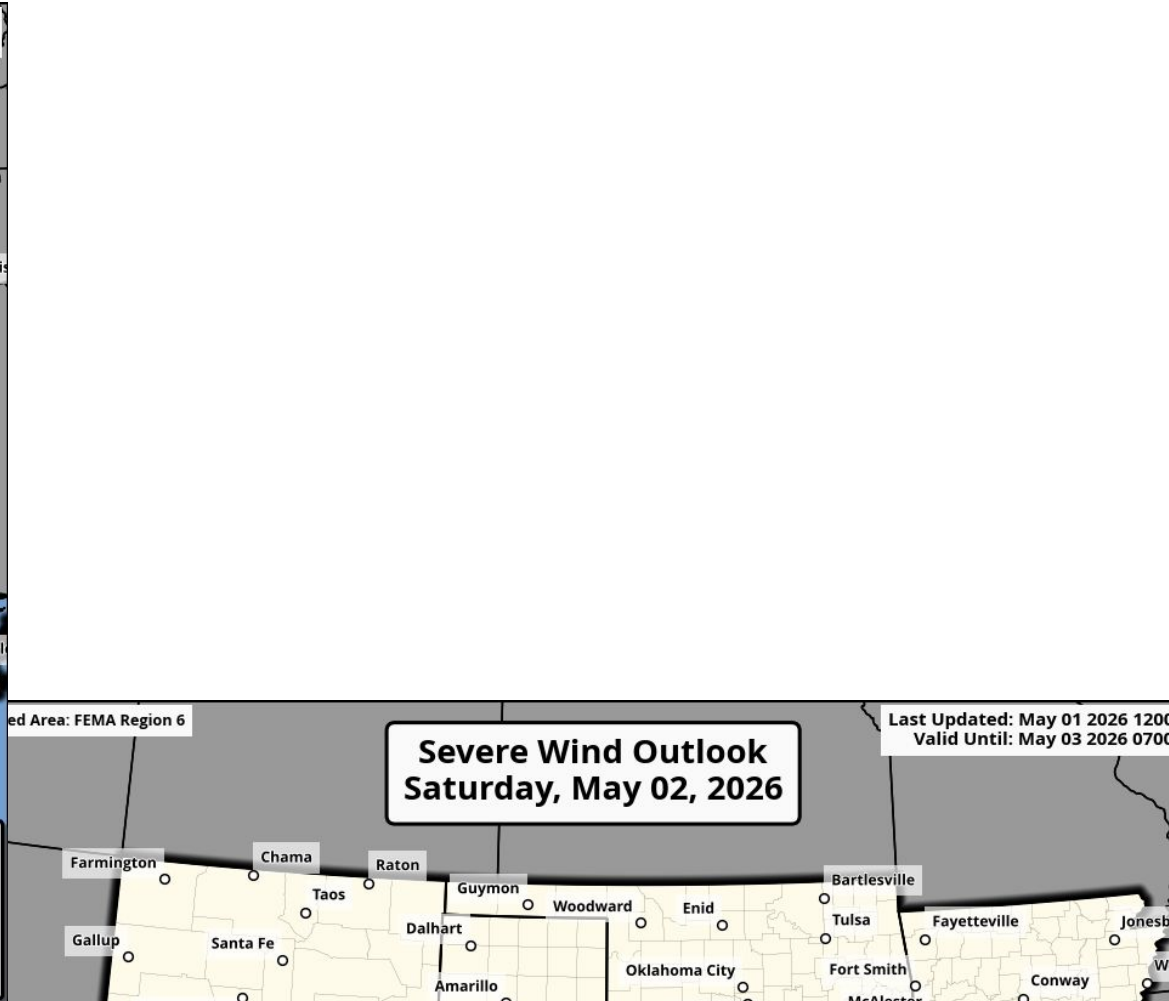 ed Area: FEMA Region 6
Last Updated: May 01 2026 1200
Valid Until: May 03 2026 0700
Severe Wind Outlook
Saturday, May 02, 2026
Farmington
Chama
Raton
Taos
Guymon
Woodward
Enid
Bartlesville
Tulsa
Dalhart
Fayetteville
Jonesb
Gallup
Santa Fe
Oklahoma City
Fort Smith
Amarillo
Conway
McAlester
W